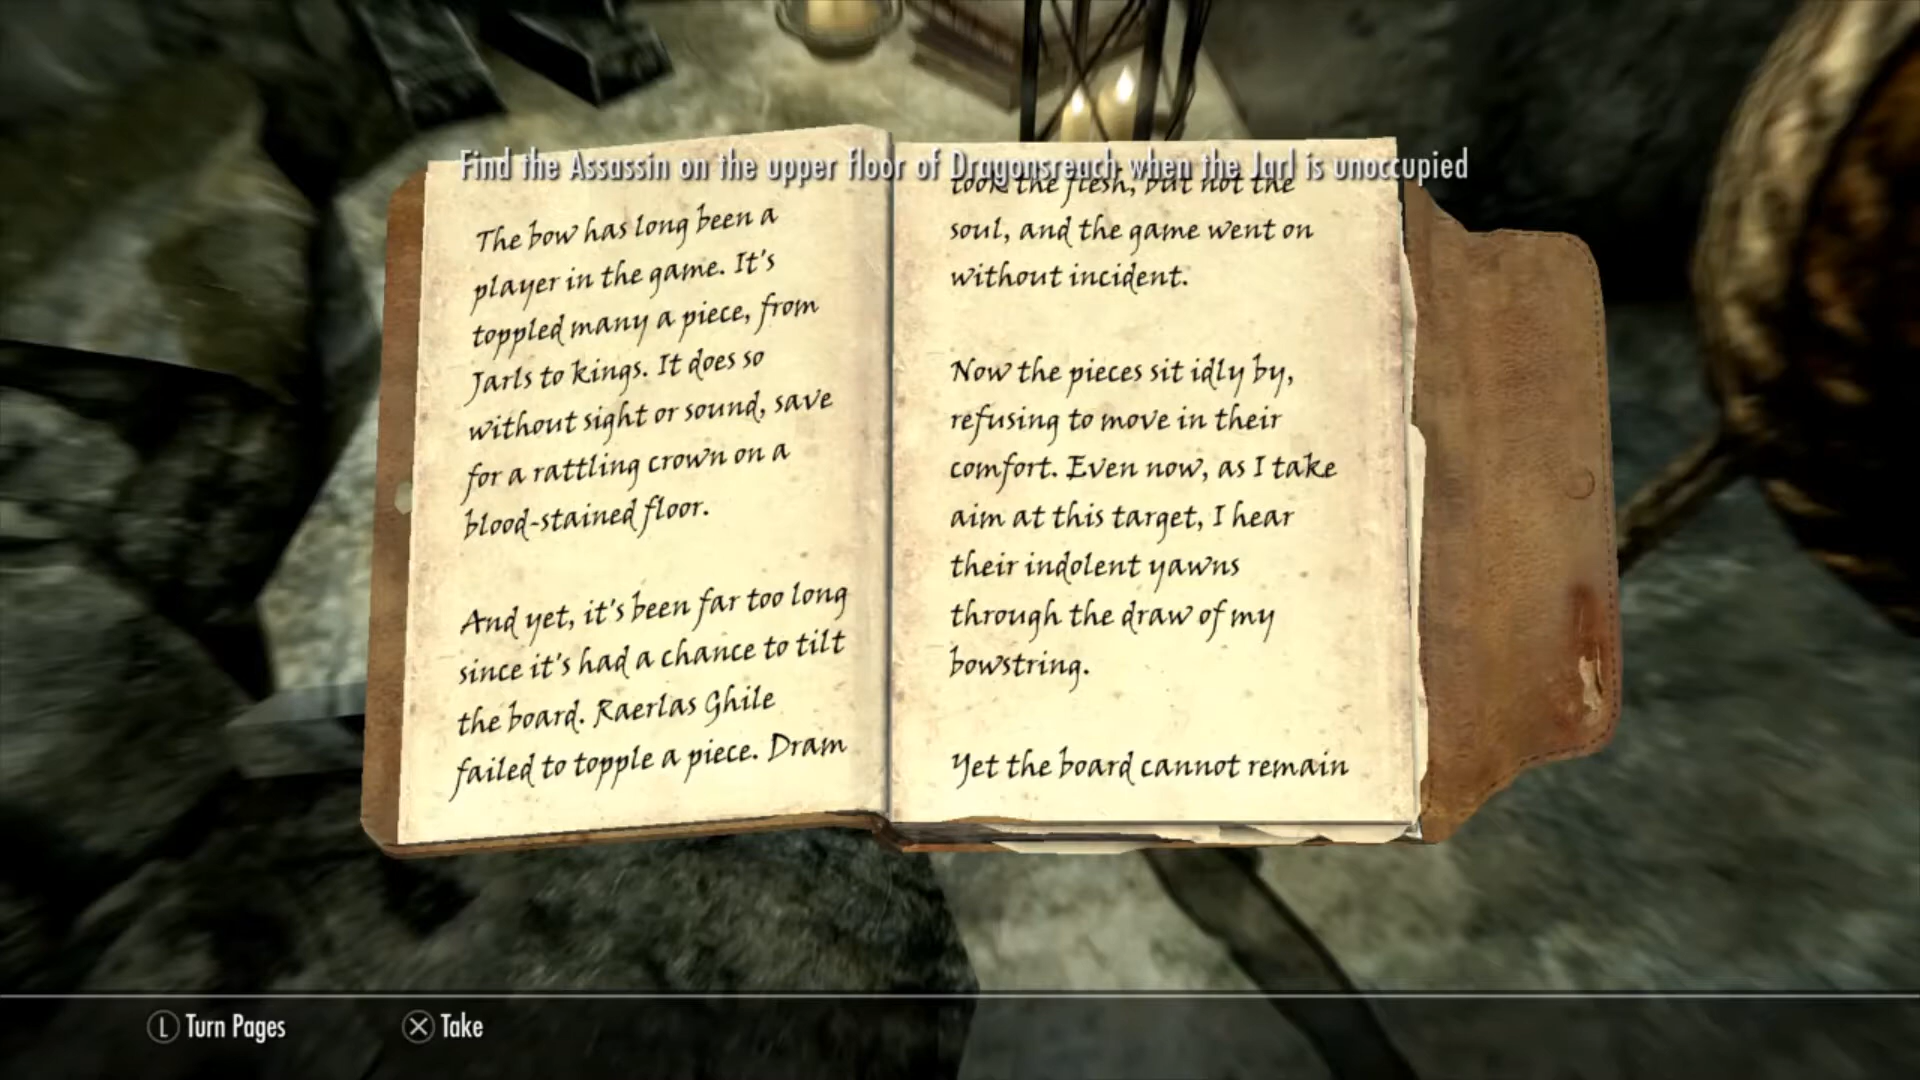 Find the Assassin on the upper floor of Dragonsreach when the Jarl is unoccupied
The bow has long been a
player in the game. It's
toppled many a piece, from
Jarls to kings. It does so
without sight or sound, save
for a rattling crown on a
blood-stained floor.
And yet, it's been far too long
since it's had a chance to tilt
the board. Raerlas Ghile
failed to topple a piece. Dram
took the flesh, but not the
soul, and the game went on
without incident.
Now the pieces sit idly by,
refusing to move in their
comfort. Even now, as I take
aim at this target, I hear
their indolent yawns
through the draw of my
bowstring.
Yet the board cannot remain
L Turn Pages
X Take